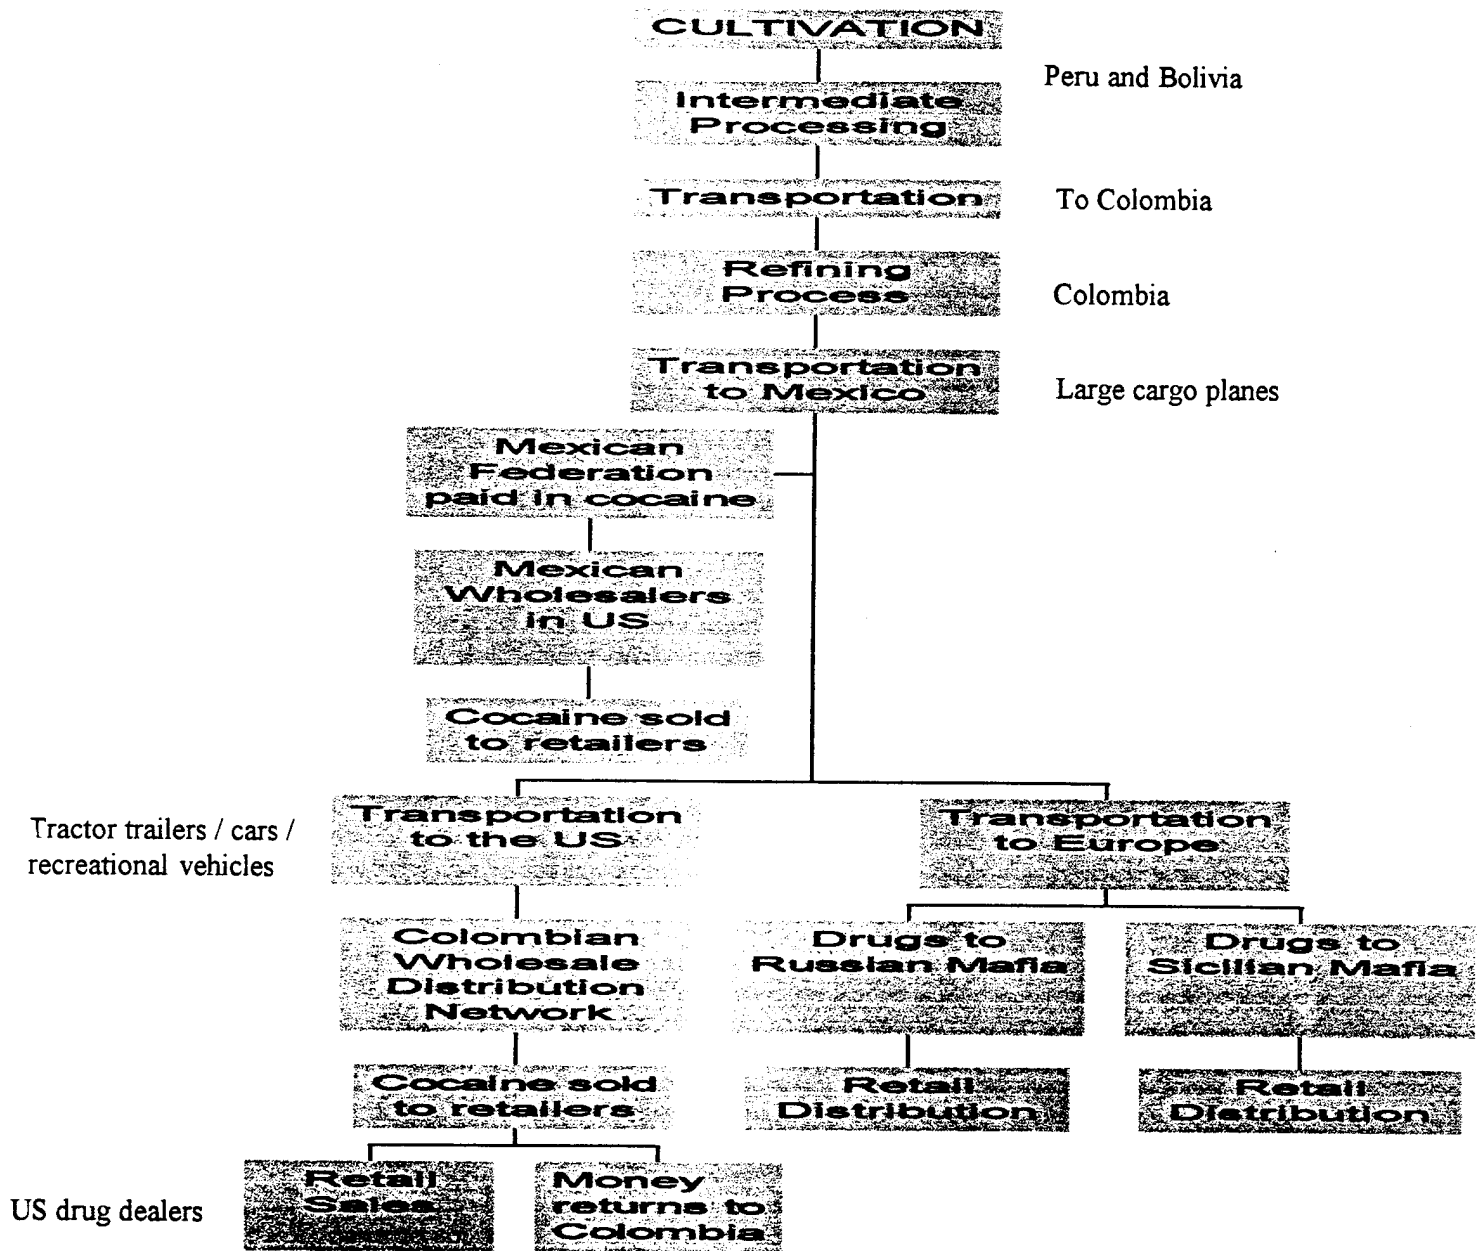 CULTIVATION
Peru and Bolivia
Intermediate
Processing
Transportation
To Colombia
Refining
Process
Colombia
Transportation
to Mexico
Large cargo planes
Mexican
Federation
paid in cocaine
Mexican
Wholesalers
in US
Cocaine sold
to retailers
Tractor trailers / cars /
recreational vehicles
Transportation
to the US
Transportation
to Europe
Colombian
Wholesale
Distribution
Network
Drugs to
Russian Mafia
Drugs to
Sicilian Mafia
Cocaine sold
to retailers
Retail
Distribution
Retail
Distribution
US drug dealers
Retail
Sales
Money
returns to
Colombia